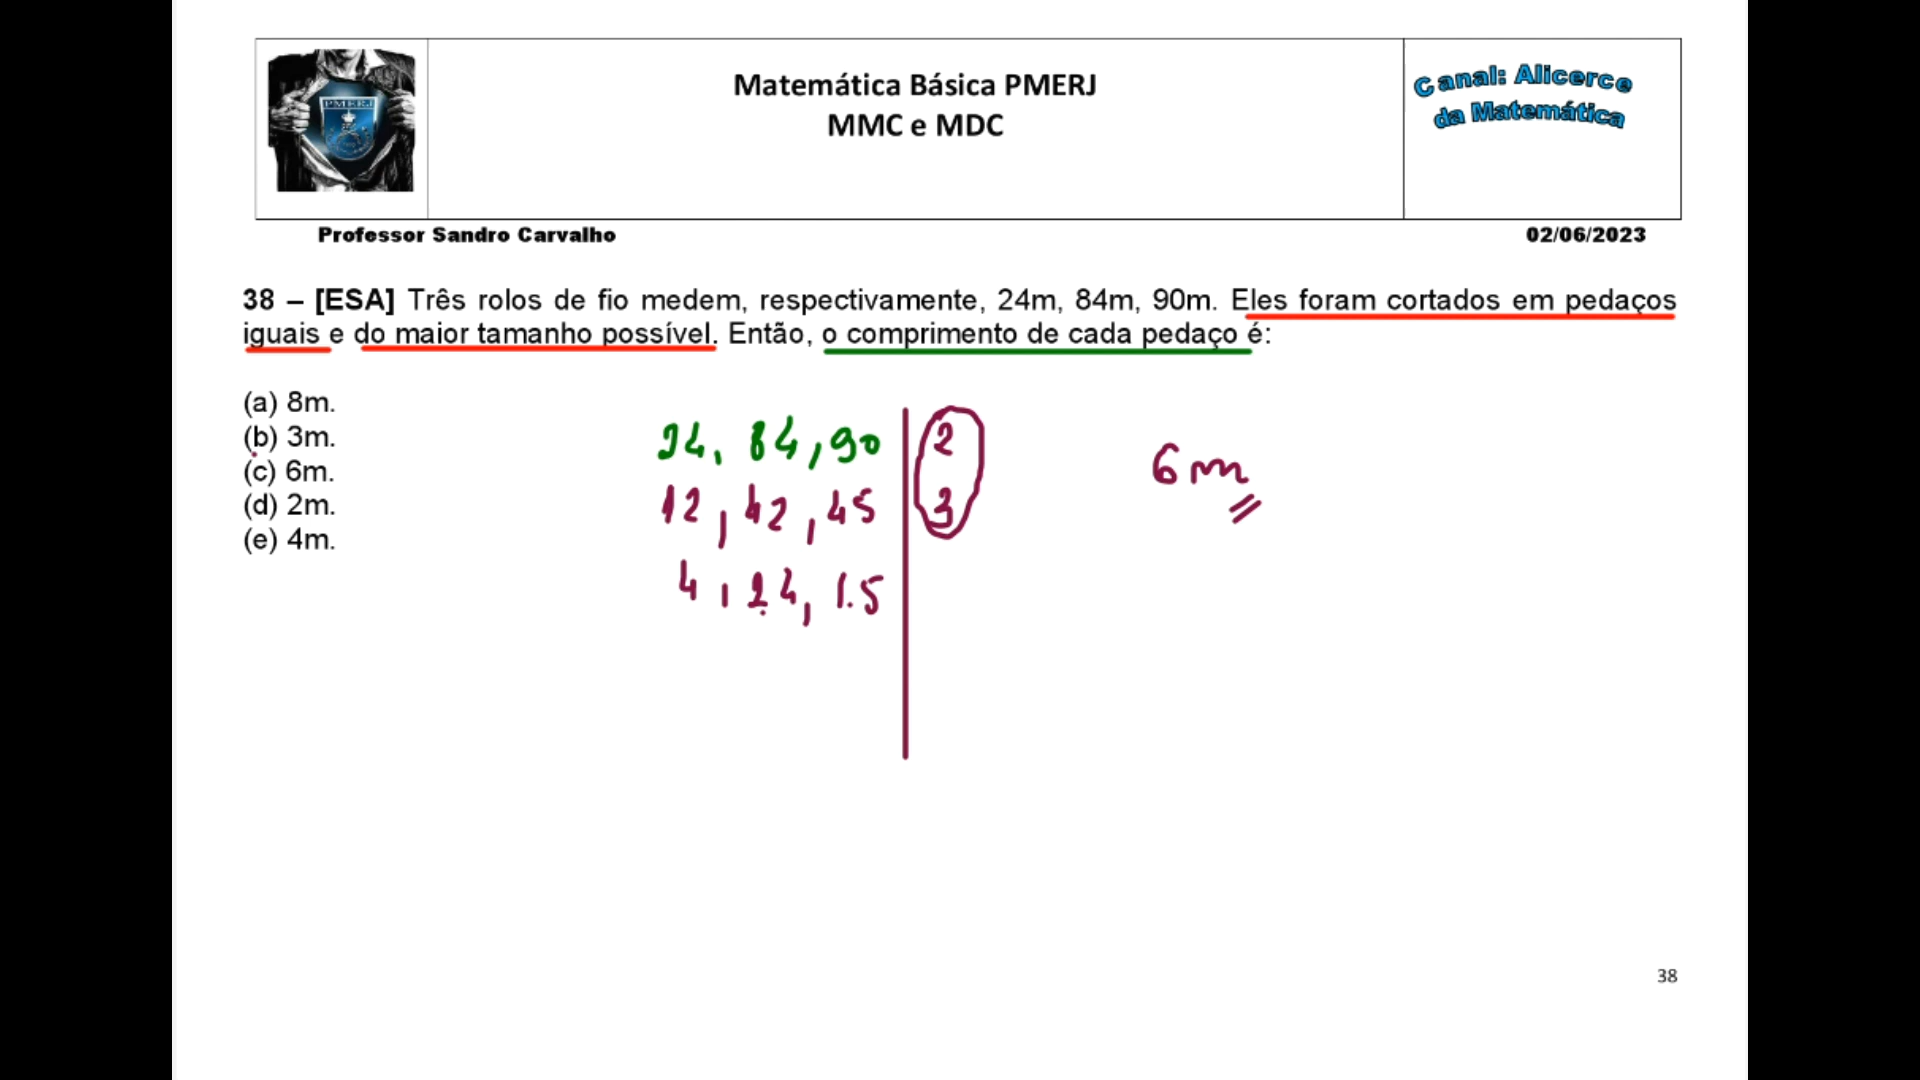 PMERJ
Matemática Básica PMERJ
MMC e MDC
Canal: Alicerce
da Matemática
Professor Sandro Carvalho
02/06/2023
38 – [ESA] Três rolos de fio medem, respectivamente, 24m, 84m, 90m. Eles foram cortados em pedaços
iguais e do maior tamanho possível. Então, o comprimento de cada pedaço é:
(a) 8m.
(b) 3m.
(c) 6m.
(d) 2m.
(e) 4m.
24, 84, 90 | 2
12, 42, 45 | 3
4, 24, 1.5
6m
38